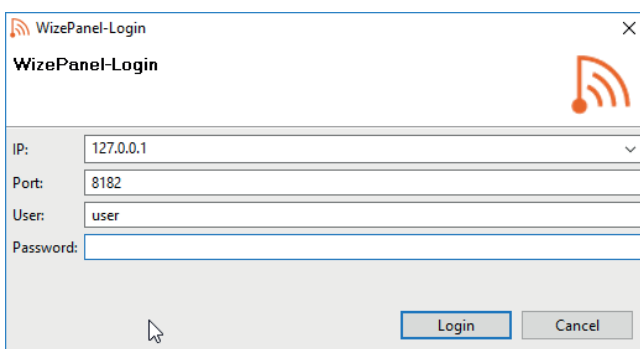 WizePanel-Login
WizePanel-Login
IP: 127.0.0.1
Port: 8182
User: user
Password:
Login Cancel